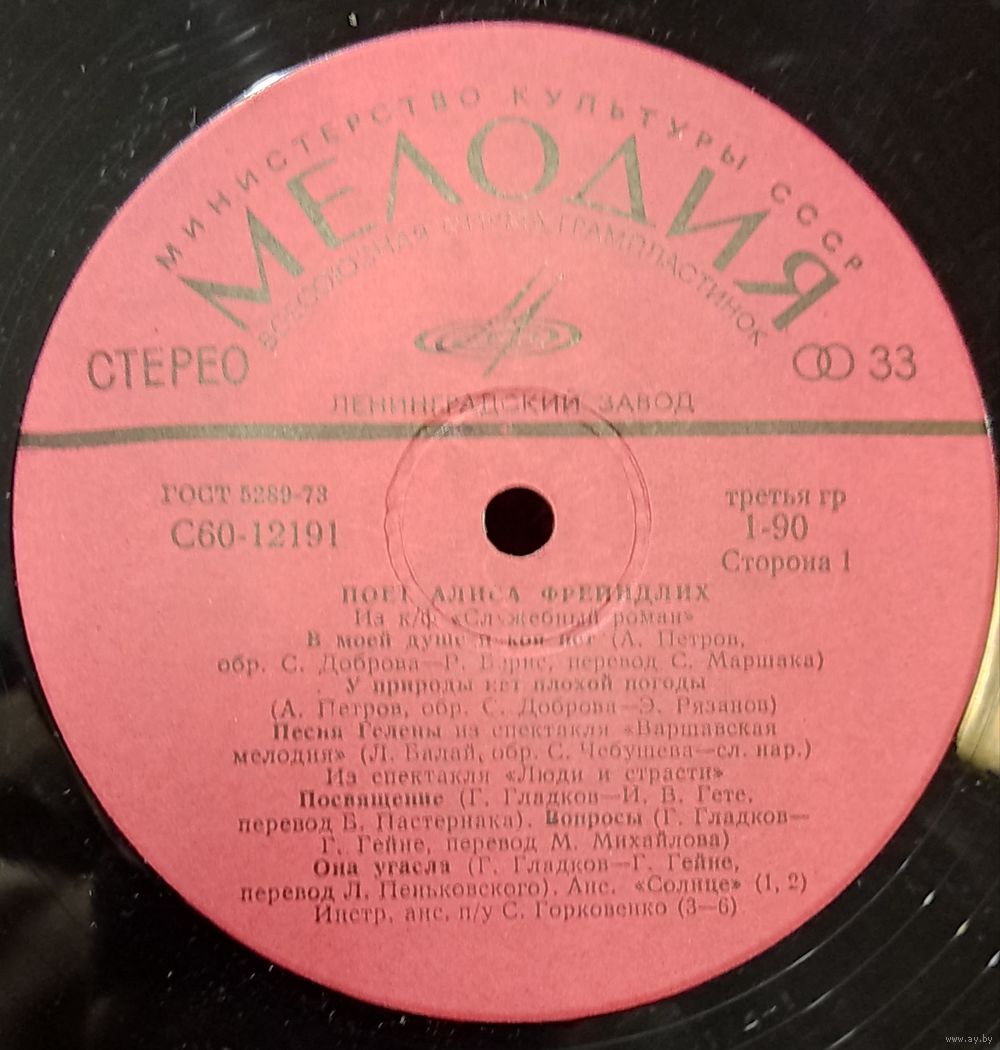 МИНИСТЕРСТВО КУЛЬТУРЫ СССР
МЕЛОДИЯ
ВСЕСОЮЗНАЯ ФИРМА ГРАМПЛАСТИНОК
СТЕРЕО
33
ЛЕНИНГРАДСКИЙ ЗАВОД
ГОСТ 5289-73
третья гр
С60-12191
1-90
Сторона 1
ПОЕТ АЛИСА ФРЕЙНДЛИХ
Из к/ф «Служебный роман»
В моей душе покоя нет (А. Петров,
обр. С. Доброва—Р. Бёрнс, перевод С. Маршака)
У природы нет плохой погоды
(А. Петров, обр. С. Доброва—Э. Рязанов)
Песня Гелены из спектакля «Варшавская
мелодия» (Л. Балай, обр. С. Чебушева—сл. нар.)
Из спектакля «Люди и страсти»
Посвящение (Г. Гладков—И. В. Гете,
перевод Б. Пастернака). Вопросы (Г. Гладков—
Г. Гейне, перевод М. Михайлова)
Она угасла (Г. Гладков—Г. Гейне,
перевод Л. Пеньковского). Анс. «Солнце» (1, 2)
Инстр. анс. п/у С. Горковенко (3—6)
www.ay.by